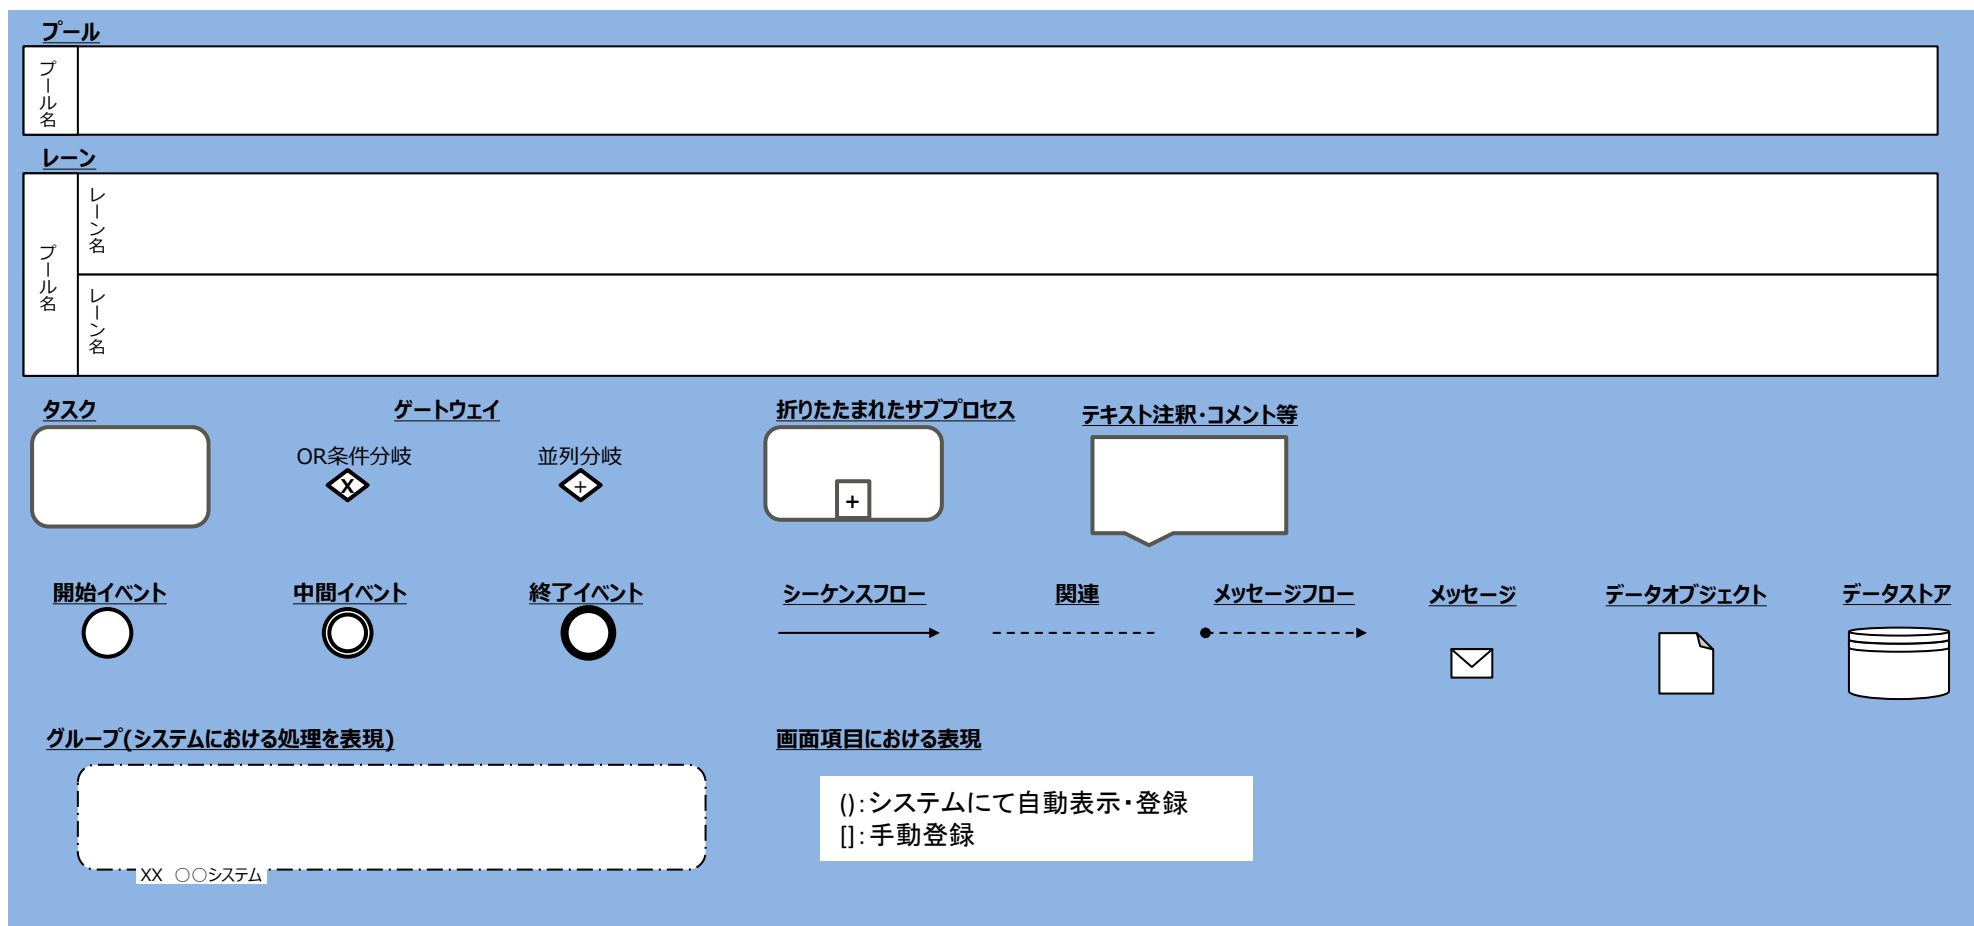 プール
プール名
レーン
プール名
レーン名
レーン名
タスク
ゲートウェイ
折りたたまれたサブプロセス
テキスト注釈・コメント等
OR条件分岐
並列分岐
X
+
+
開始イベント
中間イベント
終了イベント
シーケンスフロー
関連
メッセージフロー
メッセージ
データオブジェクト
データストア
グループ(システムにおける処理を表現)
画面項目における表現
():システムにて自動表示・登録
[]:手動登録
XX　○○システム